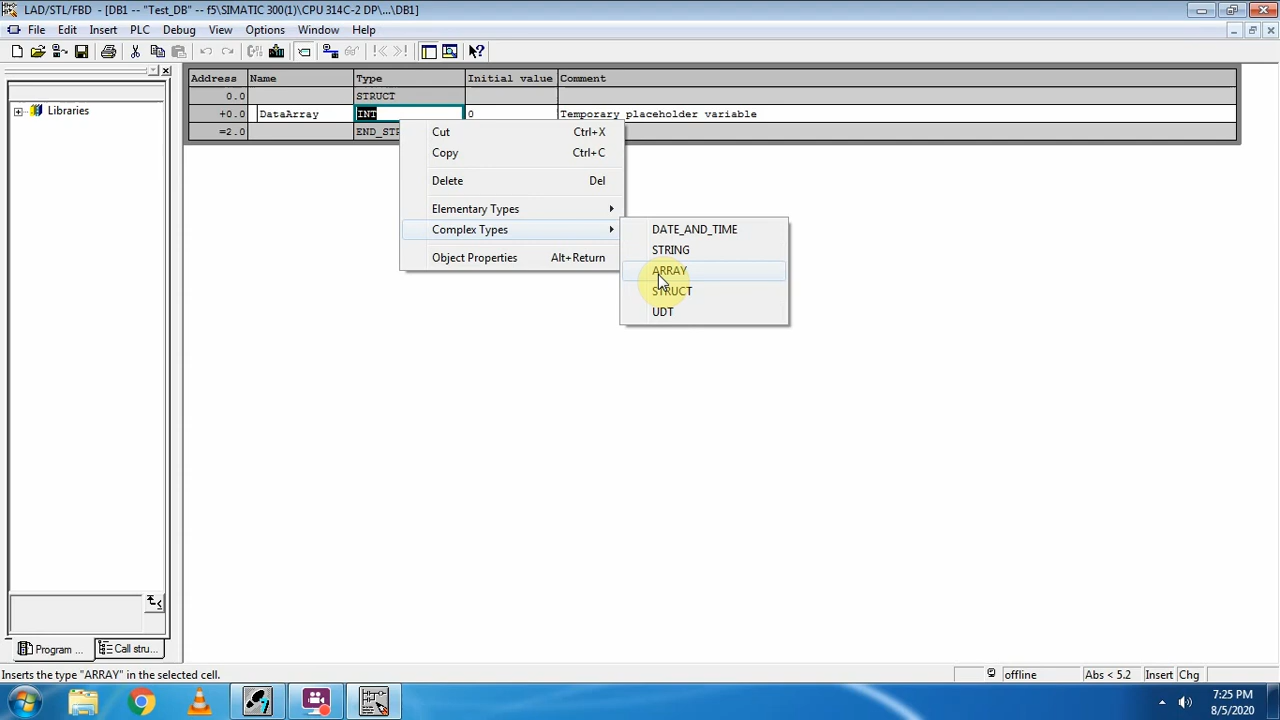 LAD/STL/FBD - [DB1 -- "Test_DB" -- f5\SIMATIC 300(1)\CPU 314C-2 DP\...\DB1]
File Edit Insert PLC Debug View Options Window Help
Address Name Type Initial value Comment
0.0 STRUCT
+0.0 DataArray INT 0 Temporary placeholder variable
=2.0 END_STR
Libraries
Cut Ctrl+X
Copy Ctrl+C
Delete Del
Elementary Types
Complex Types
Object Properties Alt+Return
DATE_AND_TIME
STRING
ARRAY
STRUCT
UDT
Program ... Call stru...
Inserts the type "ARRAY" in the selected cell.
offline Abs < 5.2 Insert Chg
7:25 PM
8/5/2020